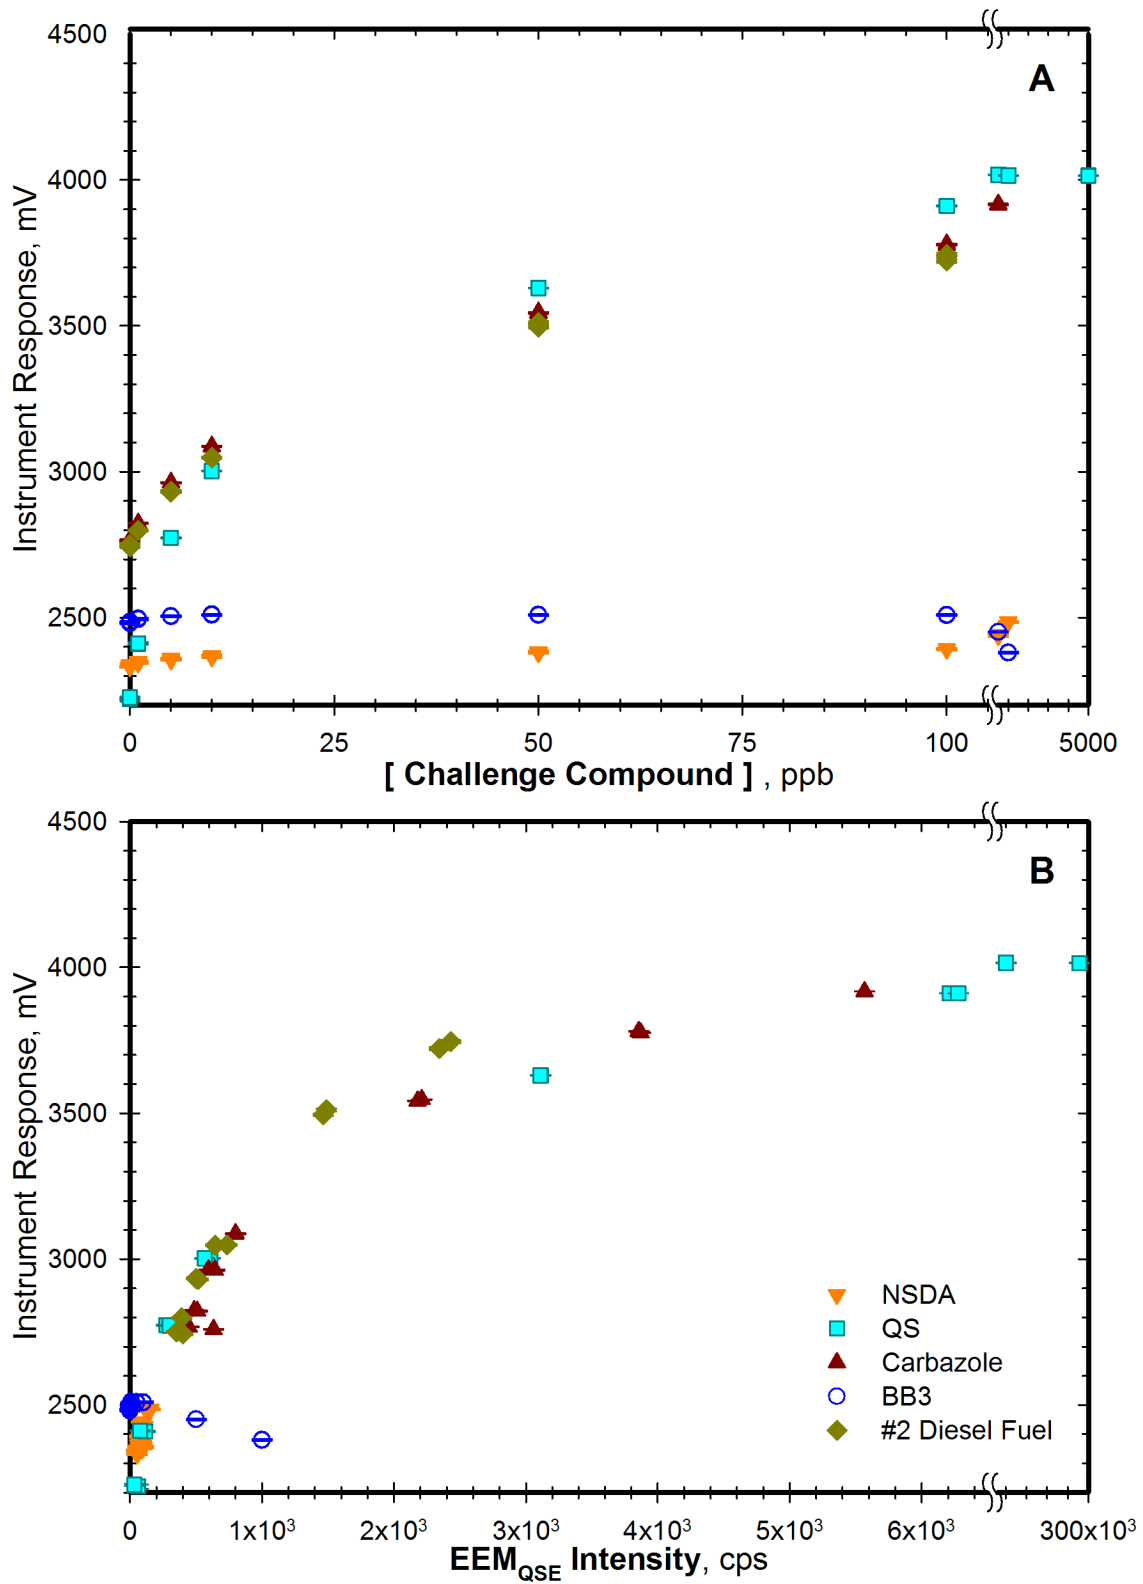 4500
A
4000
3500
3000
2500
Instrument Response, mV
0 25 50 75 100 5000
[ Challenge Compound ] , ppb
4500
B
4000
3500
3000
2500
Instrument Response, mV
NSDA
QS
Carbazole
BB3
#2 Diesel Fuel
0 1x10³ 2x10³ 3x10³ 4x10³ 5x10³ 6x10³ 300x10³
EEM_QSE Intensity, cps